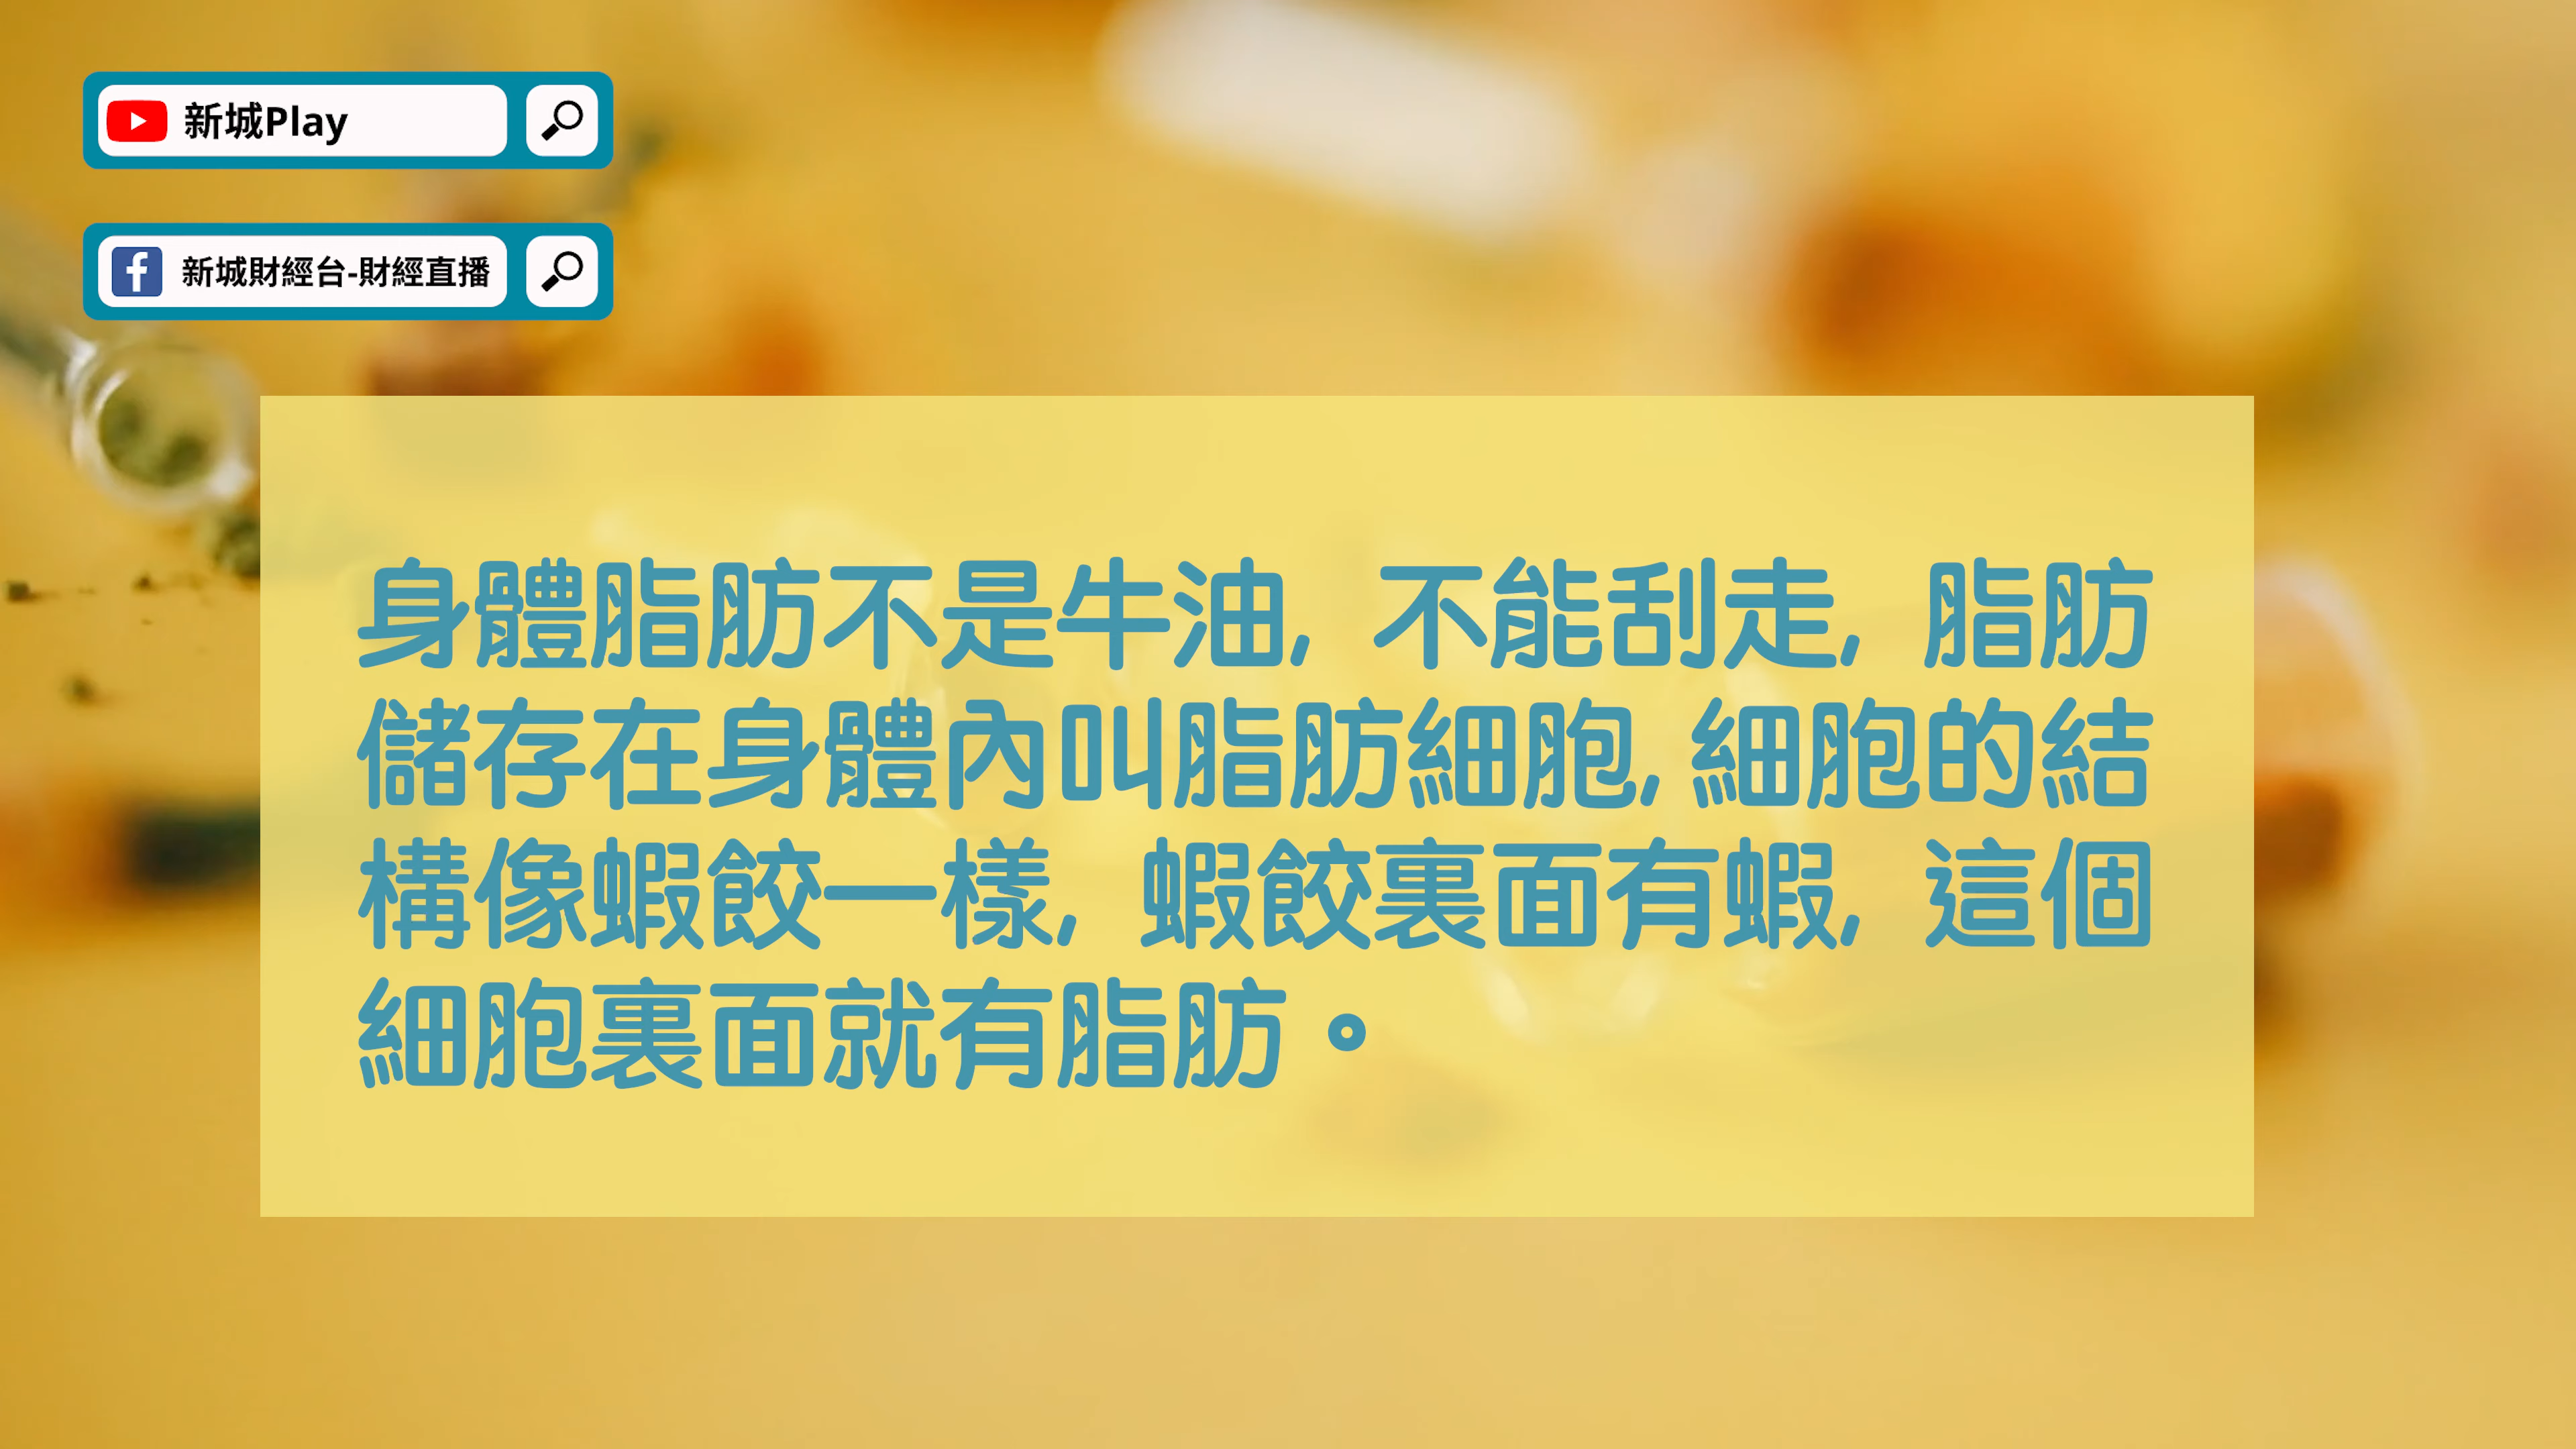 新城Play
新城財經台-財經直播
身體脂肪不是牛油, 不能刮走, 脂肪
儲存在身體內叫脂肪細胞,細胞的結
構像蝦餃一樣, 蝦餃裏面有蝦, 這個
細胞裏面就有脂肪。